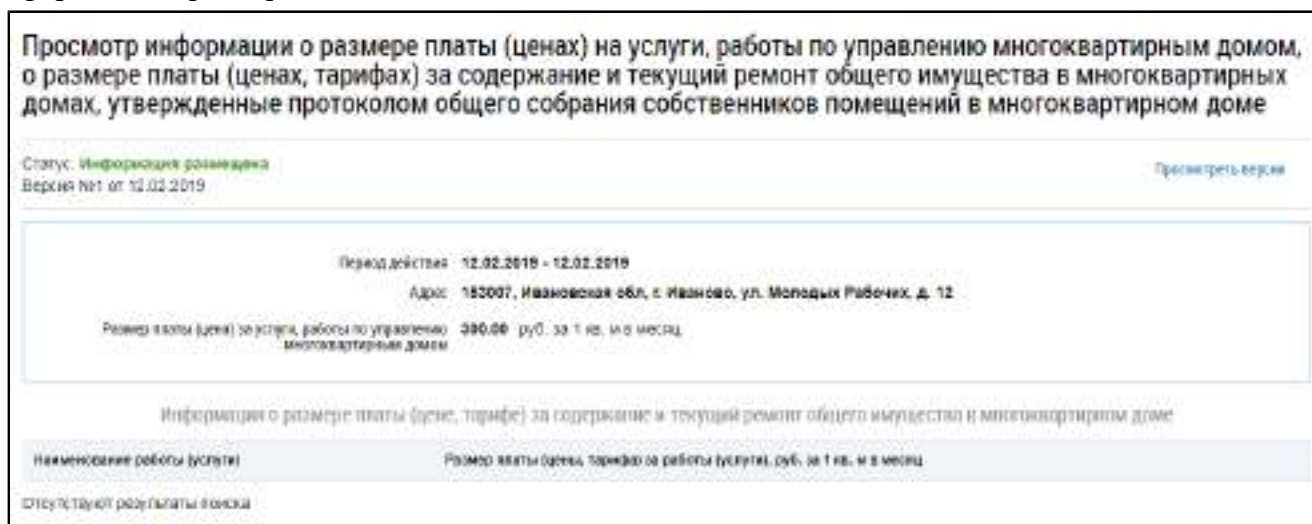 Просмотр информации о размере платы (ценах) на услуги, работы по управлению многоквартирным домом,
о размере платы (ценах, тарифах) за содержание и текущий ремонт общего имущества в многоквартирных
домах, утвержденные протоколом общего собрания собственников помещений в многоквартирном доме
Статус: Информация размещена
Просмотреть версии
Версия №1 от 12.02.2019
Период действия 12.02.2019 - 12.02.2019
Адрес 153007, Ивановская обл, г. Иваново, ул. Молодых Рабочих, д. 12
Размер платы (цена) за услуги, работы по управлению 300.00 руб. за 1 кв. м в месяц
многоквартирным домом
Информация о размере платы (цене, тарифе) за содержание и текущий ремонт общего имущества в многоквартирном доме
Наименование работы (услуги) Размер платы (цены, тарифа) за работы (услуги), руб. за 1 кв. м в месяц
Отсутствуют результаты поиска